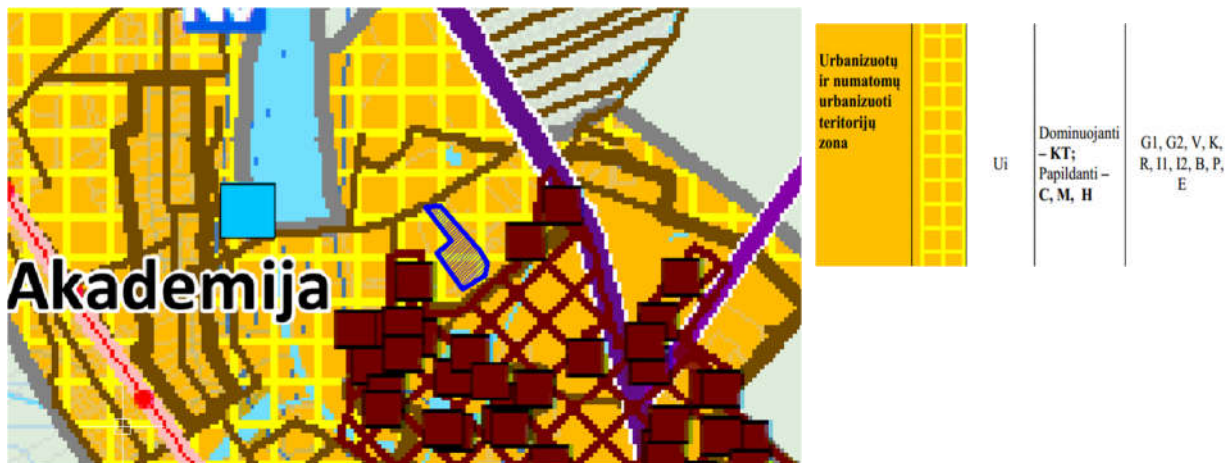 Akademija
Urbanizuotų
ir numatomų
urbanizuoti
teritorijų
zona
Ui
Dominuojanti
– KT;
Papildanti –
C, M, H
G1, G2, V, K,
R, I1, I2, B, P,
E